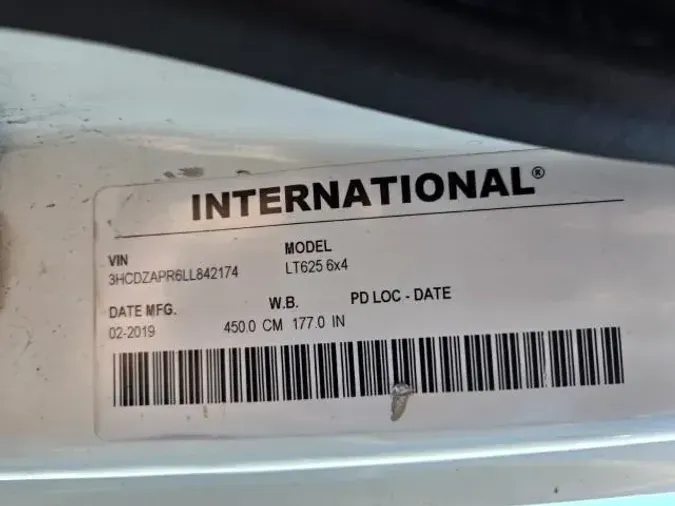 INTERNATIONAL®
VIN MODEL
3HCDZAPR6LL842174 LT625 6x4
DATE MFG. W.B. PD LOC - DATE
02-2019 450.0 CM 177.0 IN